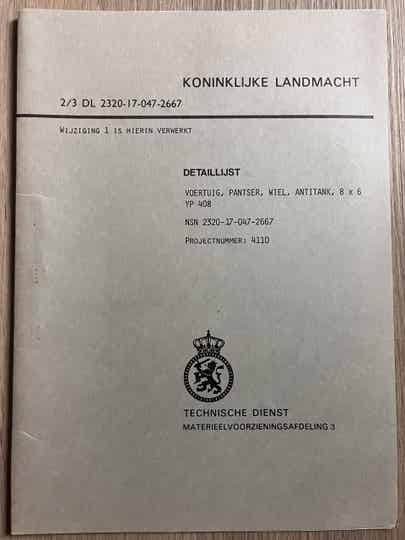 KONINKLIJKE LANDMACHT
2/3 DL 2320-17-047-2667
WIJZIGING 1 IS HIERIN VERWERKT
DETAILLIJST
VOERTUIG, PANTSER, WIEL, ANTITANK, 8 x 6
YP 408
NSN 2320-17-047-2667
PROJECTNUMMER: 4110
TECHNISCHE DIENST
MATERIEELVOORZIENINGSAFDELING 3